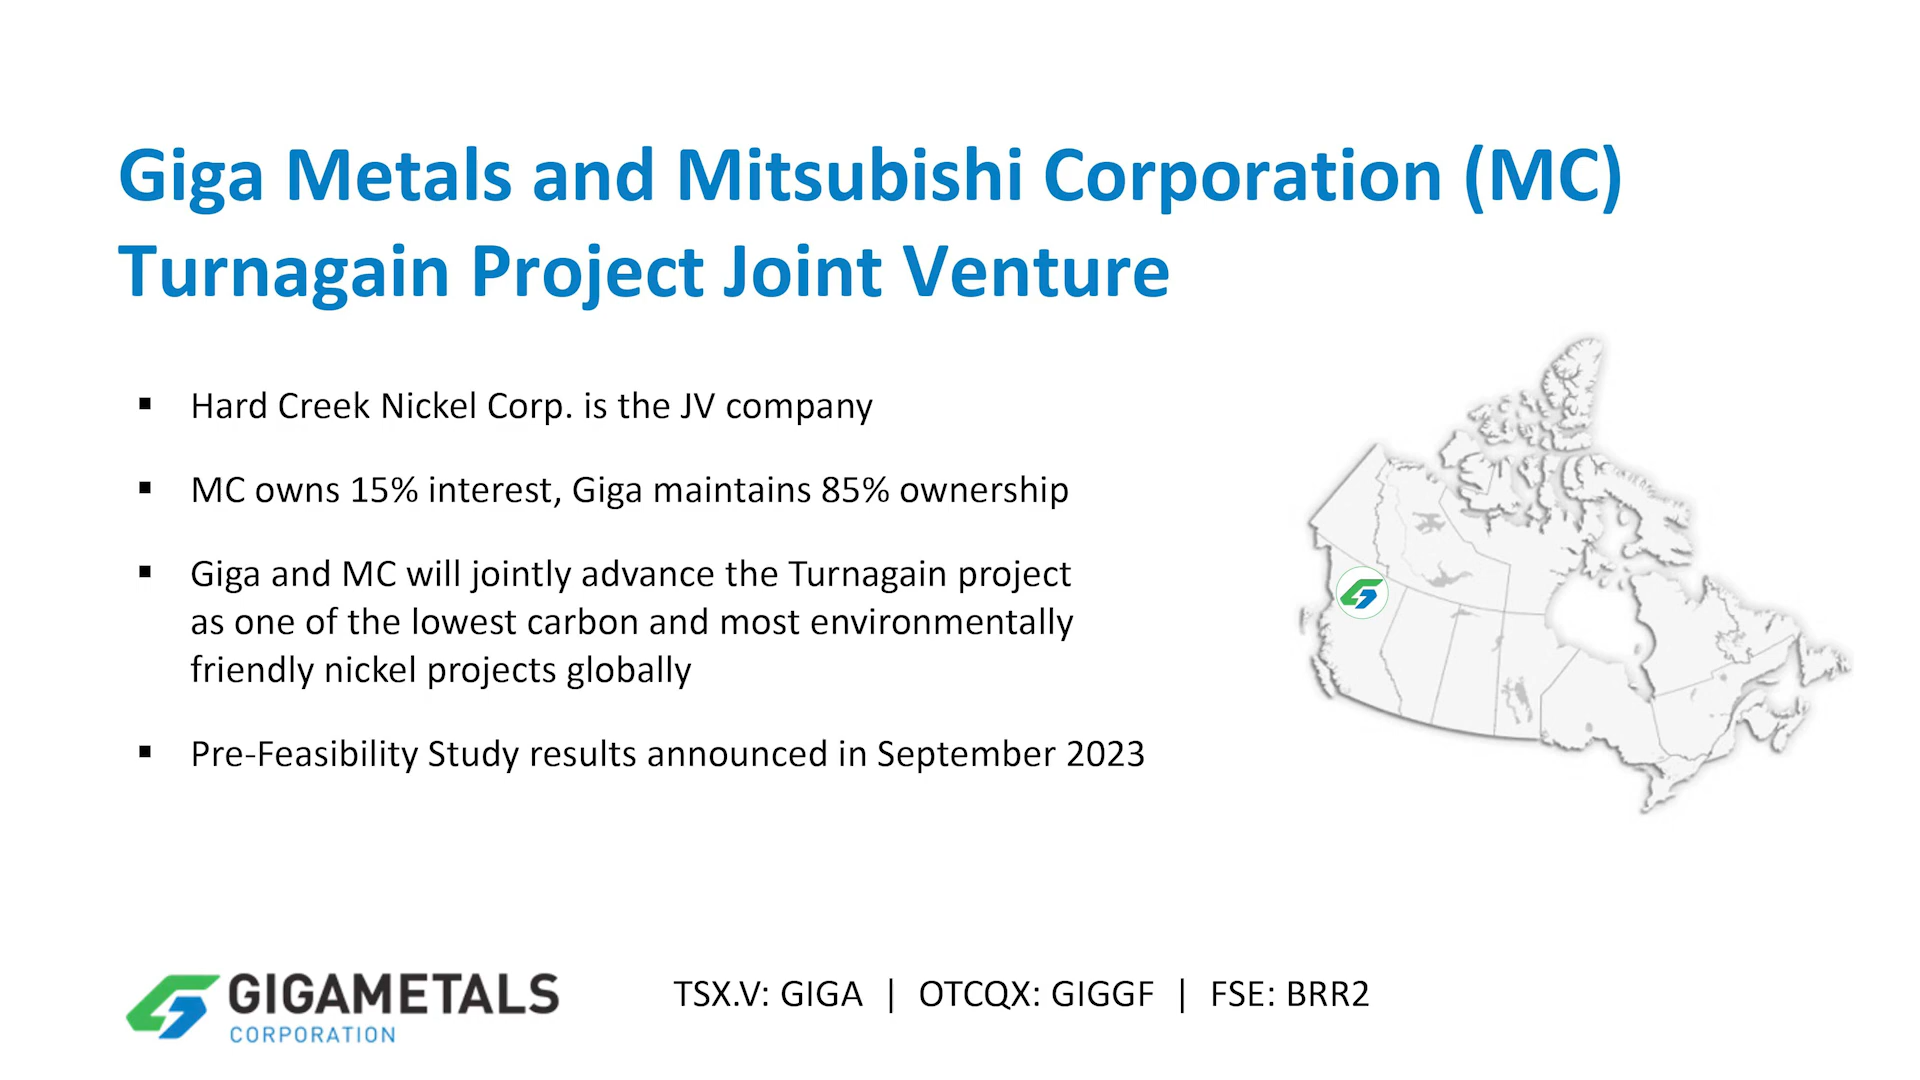 Giga Metals and Mitsubishi Corporation (MC)
Turnagain Project Joint Venture
▪ Hard Creek Nickel Corp. is the JV company
▪ MC owns 15% interest, Giga maintains 85% ownership
▪ Giga and MC will jointly advance the Turnagain project
as one of the lowest carbon and most environmentally
friendly nickel projects globally
▪ Pre-Feasibility Study results announced in September 2023
GIGAMETALS
CORPORATION
TSX.V: GIGA | OTCQX: GIGGF | FSE: BRR2